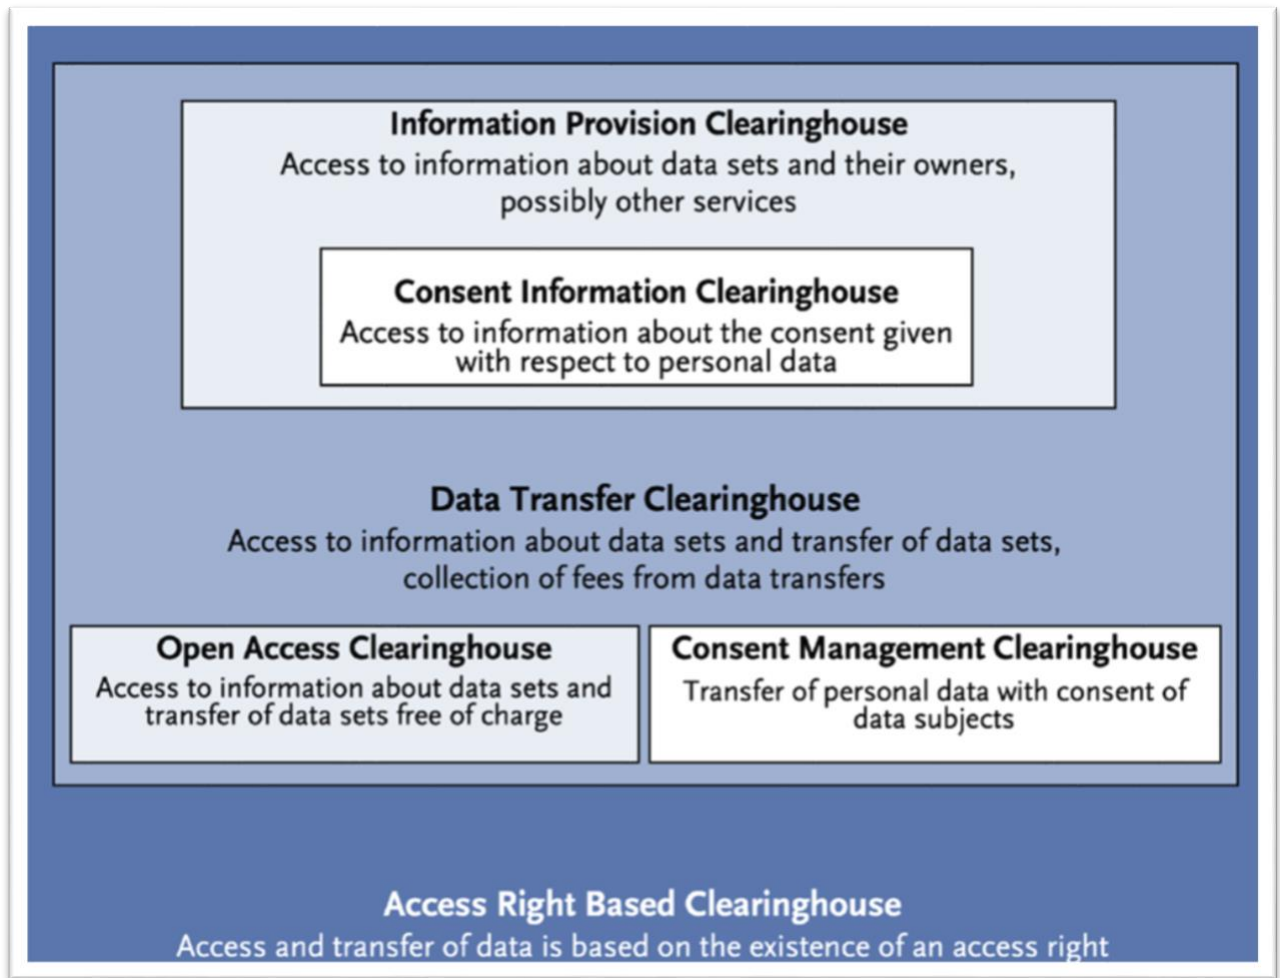 Information Provision Clearinghouse
Access to information about data sets and their owners,
possibly other services
Consent Information Clearinghouse
Access to information about the consent given
with respect to personal data
Data Transfer Clearinghouse
Access to information about data sets and transfer of data sets,
collection of fees from data transfers
Open Access Clearinghouse
Access to information about data sets and
transfer of data sets free of charge
Consent Management Clearinghouse
Transfer of personal data with consent of
data subjects
Access Right Based Clearinghouse
Access and transfer of data is based on the existence of an access right